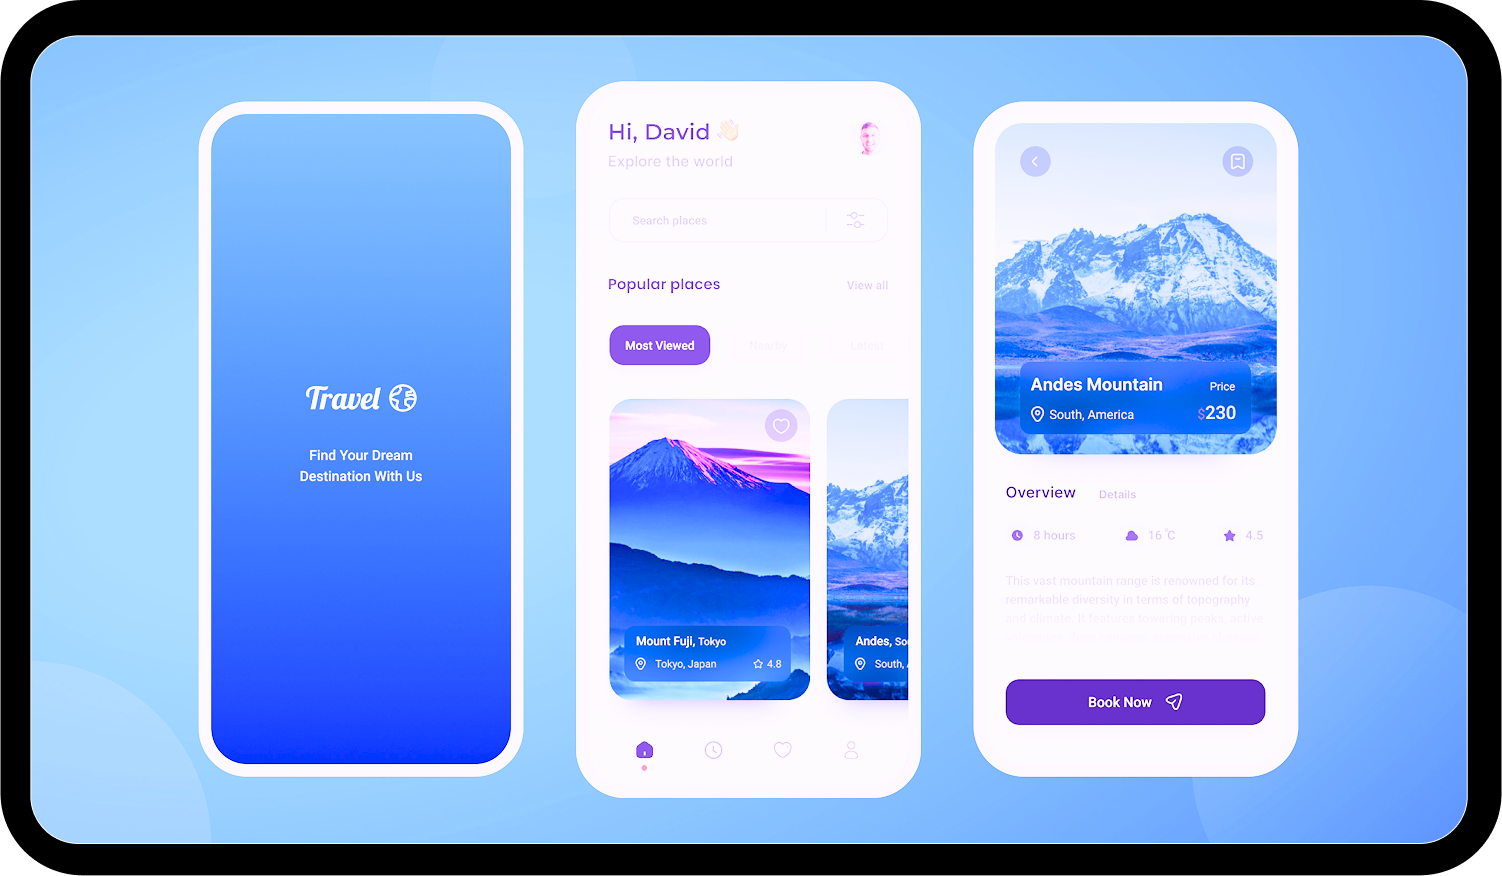 Travel
Find Your Dream
Destination With Us
Hi, David 👋
Explore the world
Search places
Popular places
View all
Most Viewed
Nearby
Latest
Mount Fuji, Tokyo
Tokyo, Japan
4.8
Andes,
South,
Andes Mountain
Price
South, America
$230
Overview
Details
8 hours
16 °C
4.5
This vast mountain range is renowned for its
remarkable diversity in terms of topography
and climate. It features towering peaks, active
Book Now